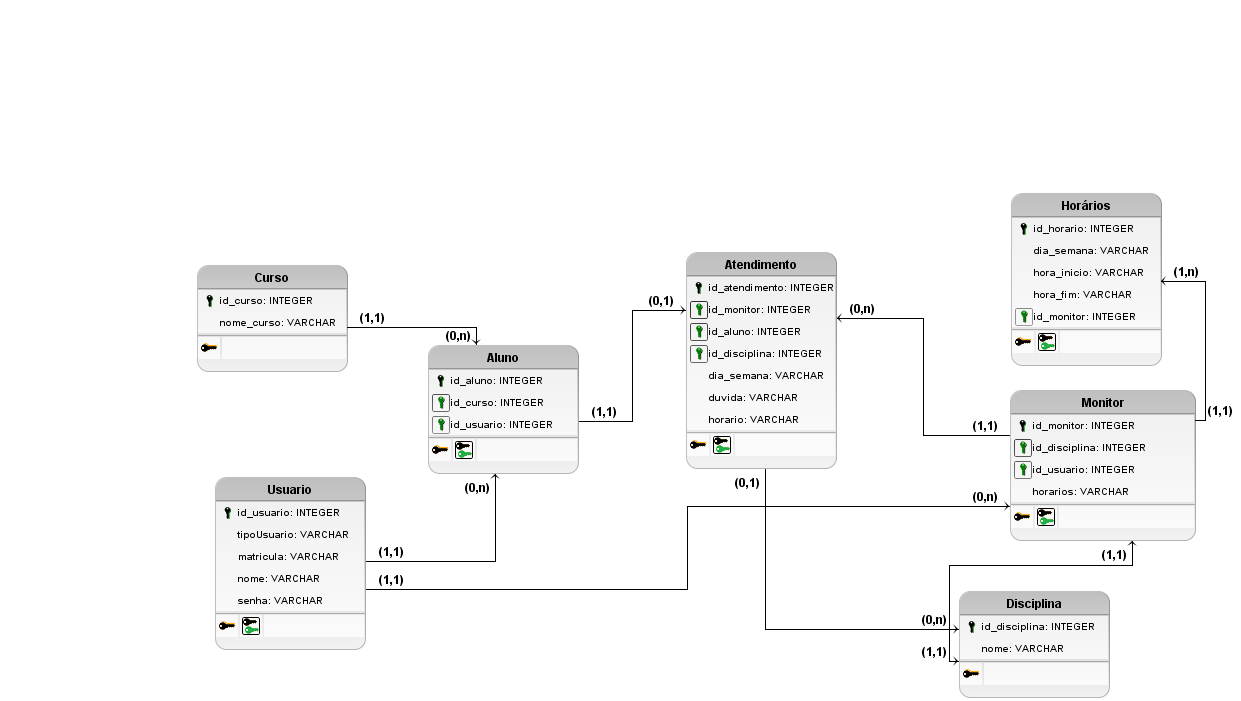 Curso
id_curso: INTEGER
nome_curso: VARCHAR
(1,1)
(0,n)
Aluno
id_aluno: INTEGER
id_curso: INTEGER
id_usuario: INTEGER
(1,1)
(0,1)
(0,n)
Usuario
id_usuario: INTEGER
tipoUsuario: VARCHAR
matricula: VARCHAR
nome: VARCHAR
senha: VARCHAR
(1,1)
(1,1)
Atendimento
id_atendimento: INTEGER
id_monitor: INTEGER
id_aluno: INTEGER
id_disciplina: INTEGER
dia_semana: VARCHAR
duvida: VARCHAR
horario: VARCHAR
(0,n)
(1,1)
(0,1)
(0,n)
Horários
id_horario: INTEGER
dia_semana: VARCHAR
hora_inicio: VARCHAR
hora_fim: VARCHAR
id_monitor: INTEGER
(1,n)
(1,1)
Monitor
id_monitor: INTEGER
id_disciplina: INTEGER
id_usuario: INTEGER
horarios: VARCHAR
(1,1)
(0,n)
(1,1)
Disciplina
id_disciplina: INTEGER
nome: VARCHAR